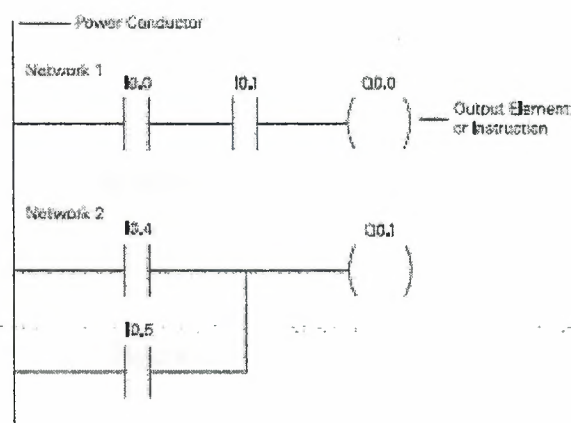 Power Conductor
Network 1
I0.0
I0.1
Q0.0
Output Element
or Instruction
Network 2
I0.4
Q0.1
I0.5